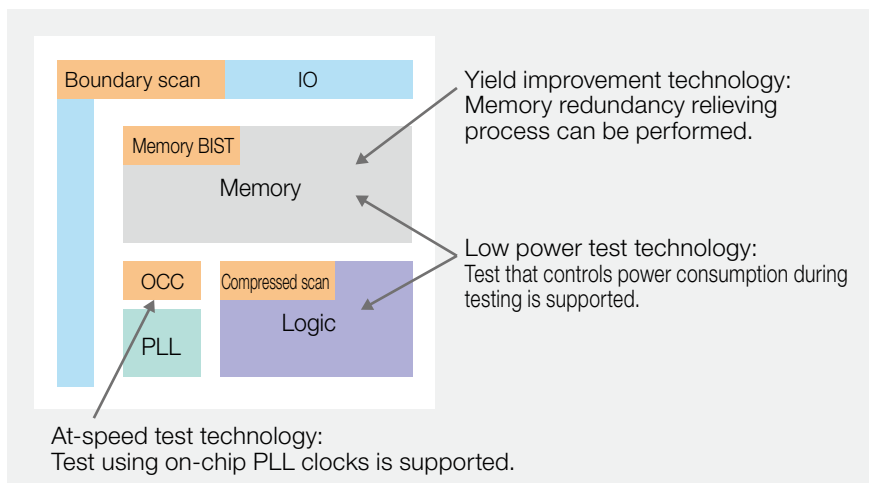 Boundary scan
IO
Yield improvement technology:
Memory redundancy relieving
process can be performed.
Memory BIST
Memory
Low power test technology:
Test that controls power consumption during
testing is supported.
OCC
Compressed scan
Logic
PLL
At-speed test technology:
Test using on-chip PLL clocks is supported.